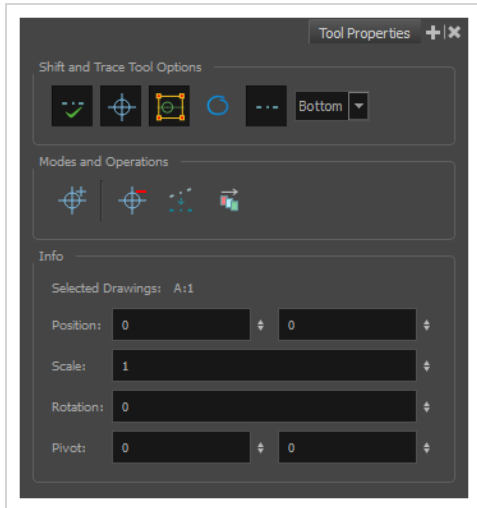 Tool Properties
Shift and Trace Tool Options
Bottom
Modes and Operations
Info
Selected Drawings: A:1
Position: 0 0
Scale: 1
Rotation: 0
Pivot: 0 0